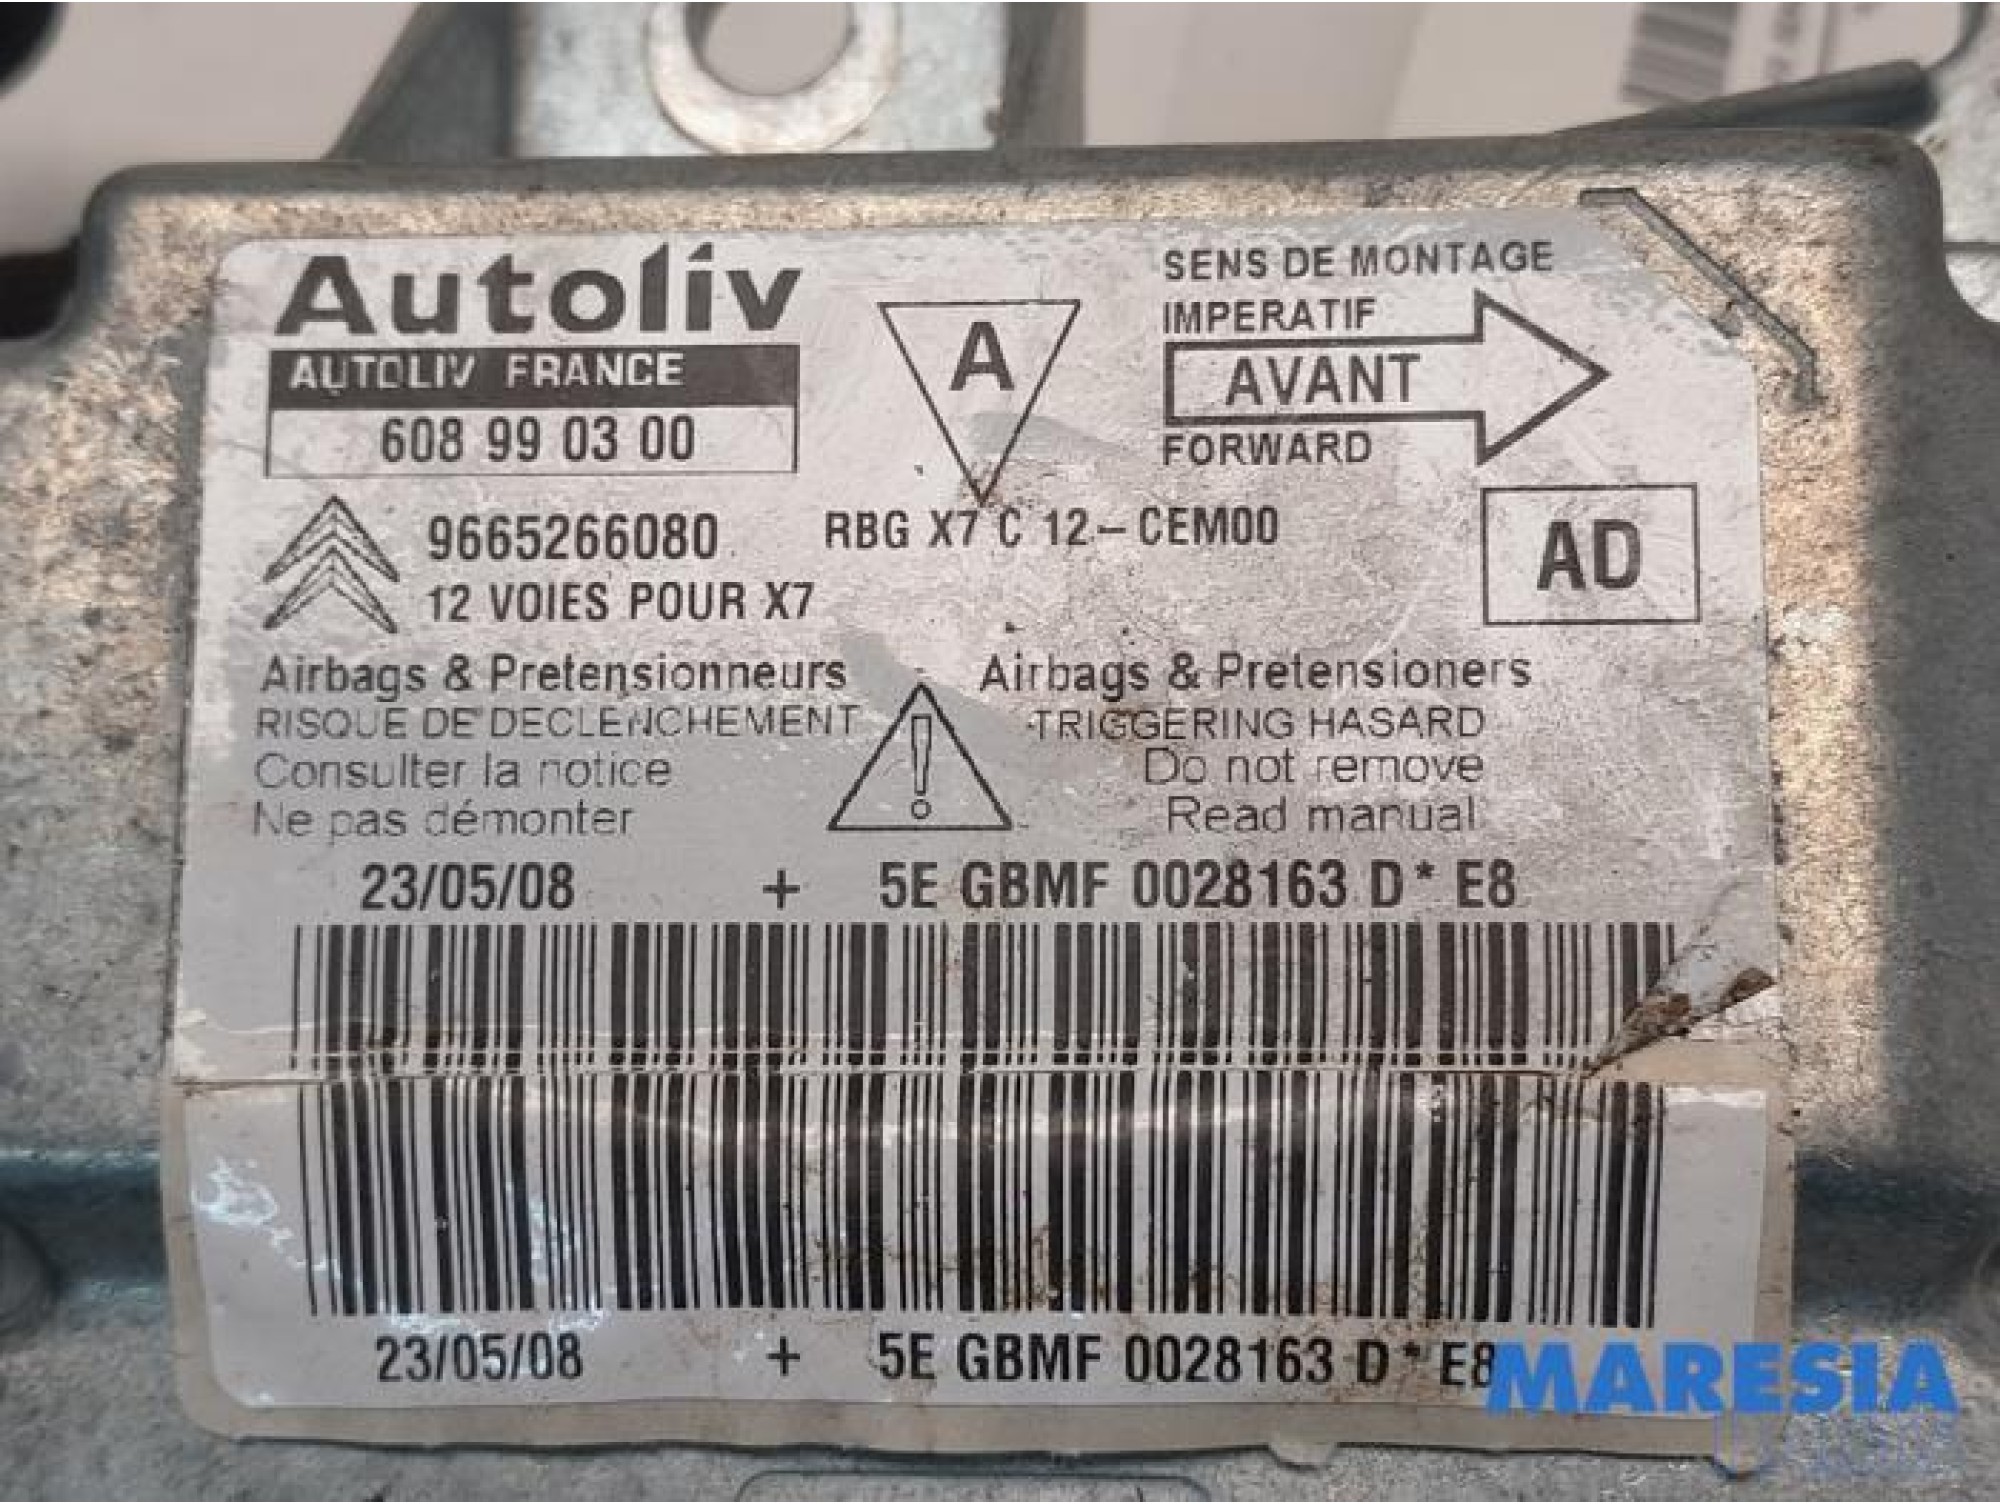 Autoliv
AUTOLIV FRANCE
608 99 03 00
A
SENS DE MONTAGE
IMPERATIF
AVANT
FORWARD
9665266080
RBG X7 C 12-CEM00
12 VOIES POUR X7
AD
Airbags & Pretensionneurs
RISQUE DE DECLENCHEMENT
Consulter la notice
Ne pas démonter
!
Airbags & Pretensioners
TRIGGERING HASARD
Do not remove
Read manual
23/05/08 + 5E GBMF 0028163 D* E8
23/05/08 + 5E GBMF 0028163 D* E8
MARESIA